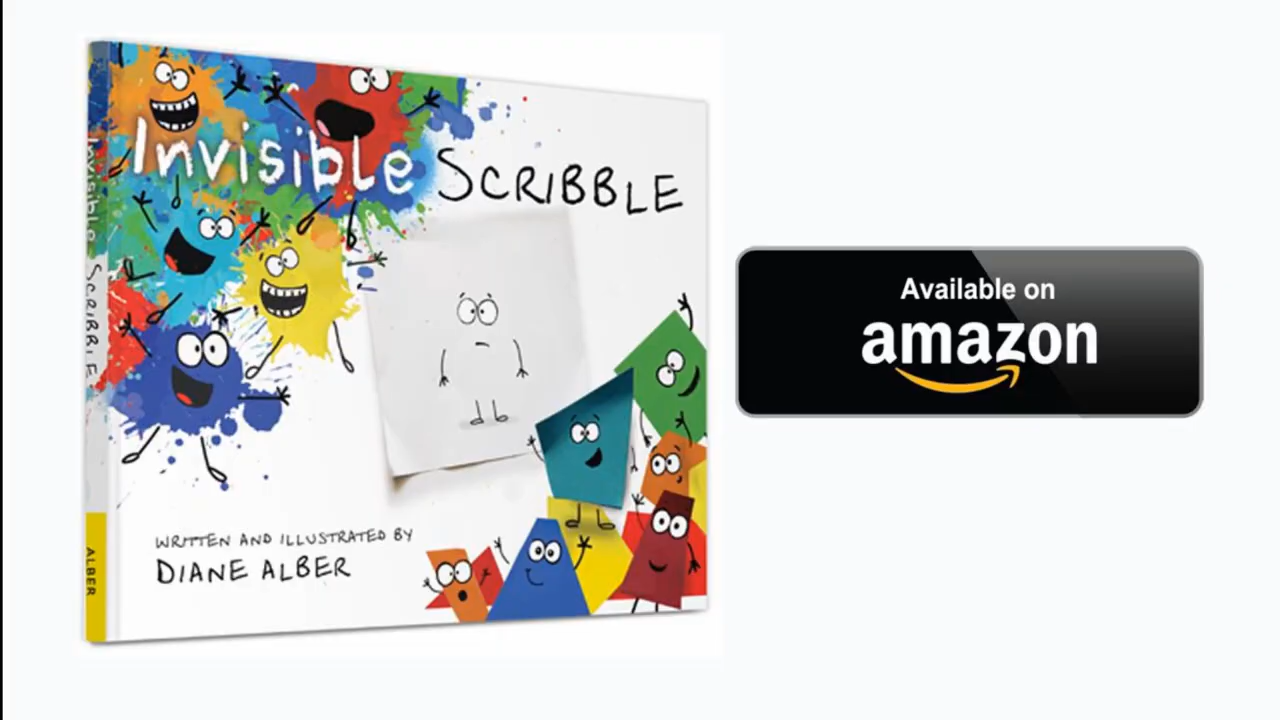 Invisible SCRIBBLE
WRITTEN AND ILLUSTRATED BY
DIANE ALBER
Invisible SCRIBBLE
ALBER
Available on
amazon